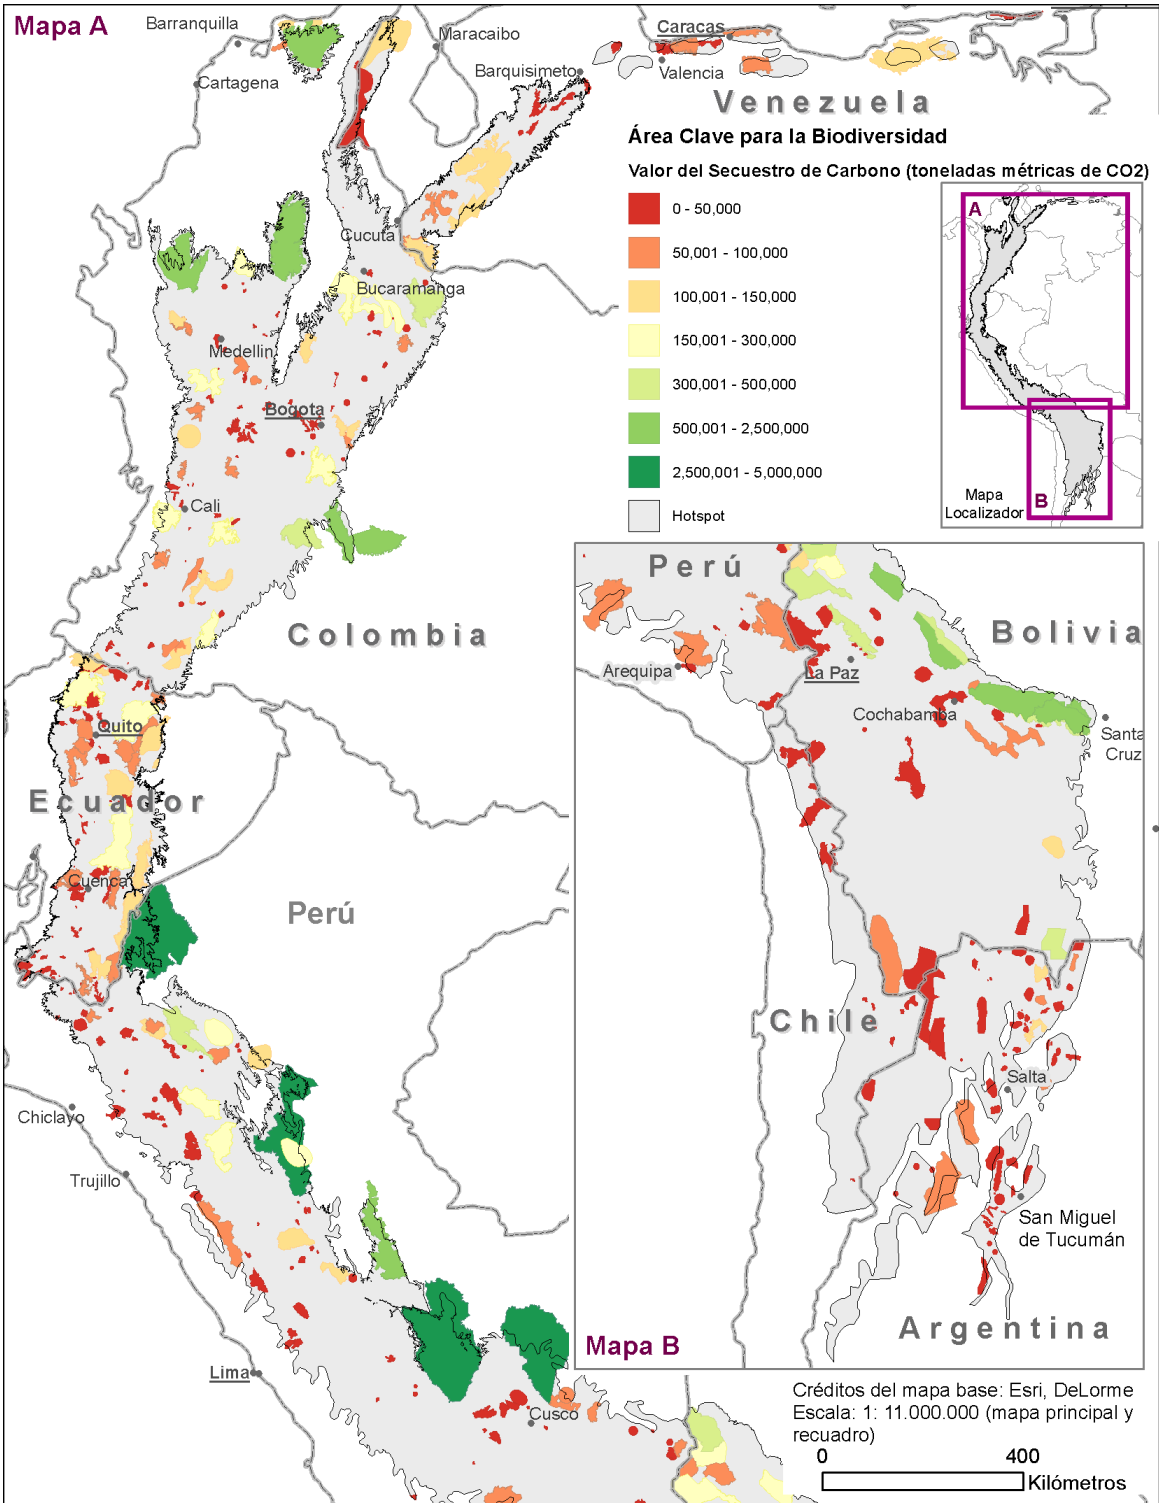 Mapa A
Barranquilla
Cartagena
Maracaibo
Barquisimeto
Caracas
Valencia
Venezuela
Área Clave para la Biodiversidad
Valor del Secuestro de Carbono (toneladas métricas de CO2)
0 - 50,000
50,001 - 100,000
100,001 - 150,000
150,001 - 300,000
300,001 - 500,000
500,001 - 2,500,000
2,500,001 - 5,000,000
Hotspot
A
B
Mapa
Localizador
Cucuta
Bucaramanga
Medellin
Bogota
Cali
Colombia
Quito
Ecuador
Cuenca
Perú
Chiclayo
Trujillo
Lima
Cusco
Perú
Bolivia
Arequipa
La Paz
Cochabamba
Santa
Cruz
Chile
Salta
San Miguel
de Tucumán
Argentina
Mapa B
Créditos del mapa base: Esri, DeLorme
Escala: 1: 11.000.000 (mapa principal y
recuadro)
0 400
Kilómetros